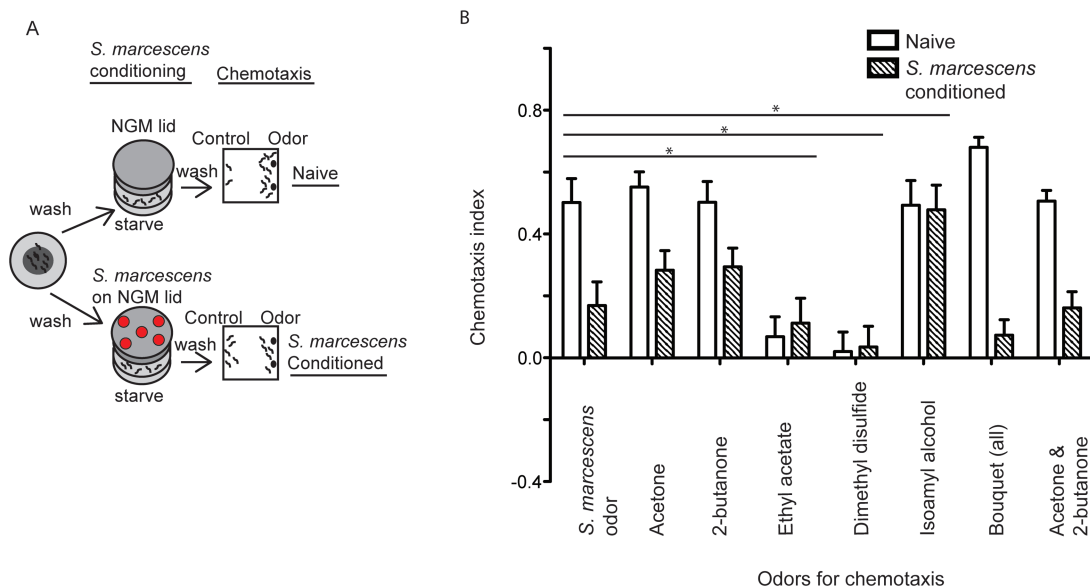 A
S. marcescens
conditioning
Chemotaxis
NGM lid
Control
Odor
wash
Naive
wash
starve
S. marcescens
on NGM lid
wash
Control
Odor
wash
S. marcescens
Conditioned
starve
B
Naive
S. marcescens
conditioned
*
*
*
0.8
0.4
0.0
-0.4
Chemotaxis index
S. marcescens
odor
Acetone
2-butanone
Ethyl acetate
Dimethyl disulfide
Isoamyl alcohol
Bouquet (all)
Acetone &
2-butanone
Odors for chemotaxis